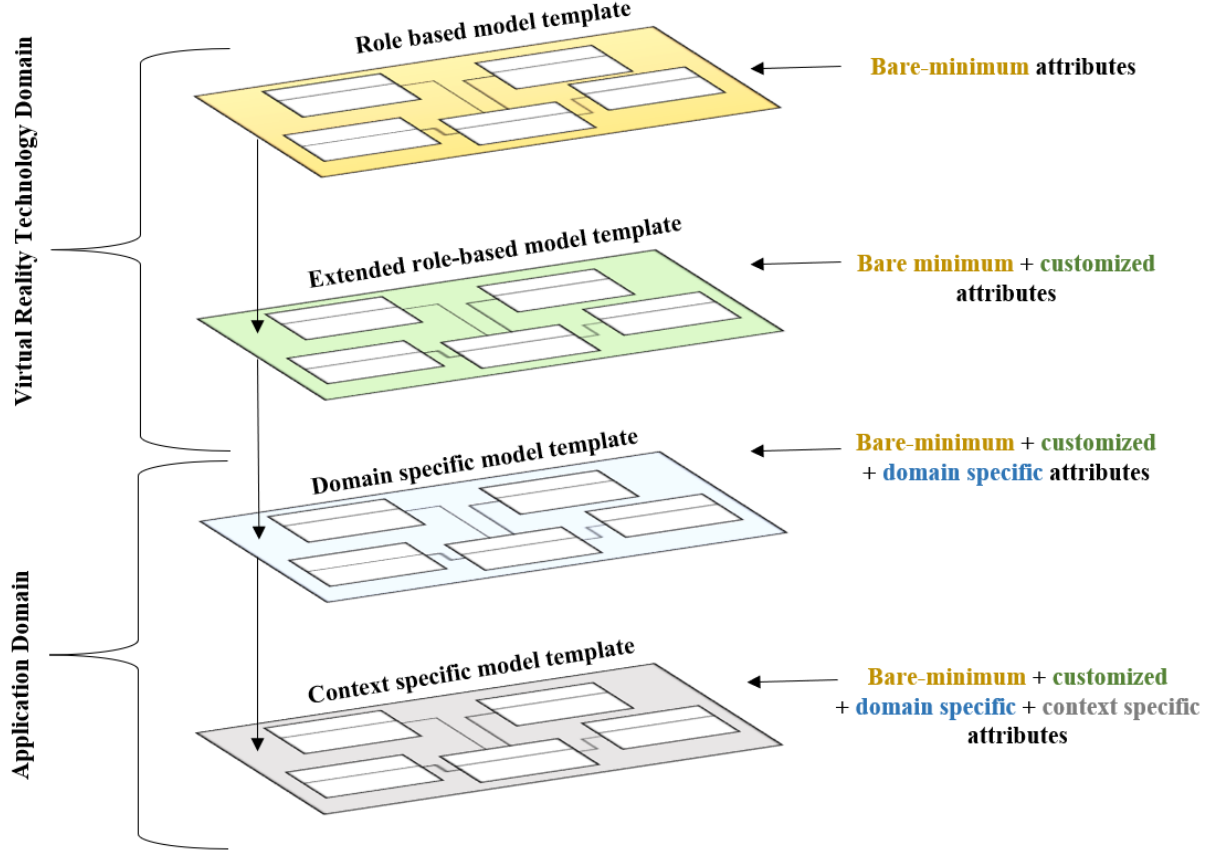 Virtual Reality Technology Domain
Role based model template
Bare-minimum attributes
Extended role-based model template
Bare minimum + customized
attributes
Application Domain
Domain specific model template
Bare-minimum + customized
+ domain specific attributes
Context specific model template
Bare-minimum + customized
+ domain specific + context specific
attributes